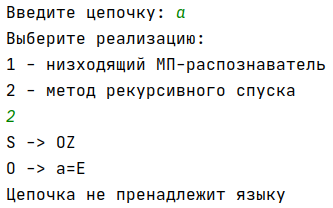 Введите цепочку: a
Выберите реализацию:
1 - низходящий МП-распознаватель
2 - метод рекурсивного спуска
2
S -> OZ
O -> a=E
Цепочка не пренадлежит языку